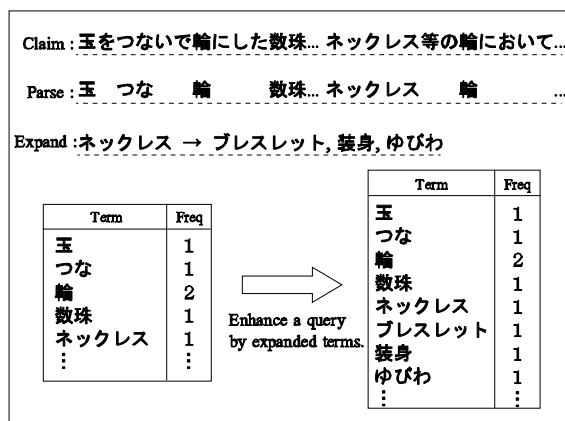 Claim : 玉をつないで輪にした数珠... ネックレス等の輪において...
Parse : 玉 つな 輪 数珠... ネックレス 輪 ...
Expand : ネックレス → ブレスレット, 装身, ゆびわ
Term Freq
玉 1
つな 1
輪 2
数珠 1
ネックレス 1
⋮ ⋮
Enhance a query
by expanded terms.
Term Freq
玉 1
つな 1
輪 2
数珠 1
ネックレス 1
ブレスレット 1
装身 1
ゆびわ 1
⋮ ⋮